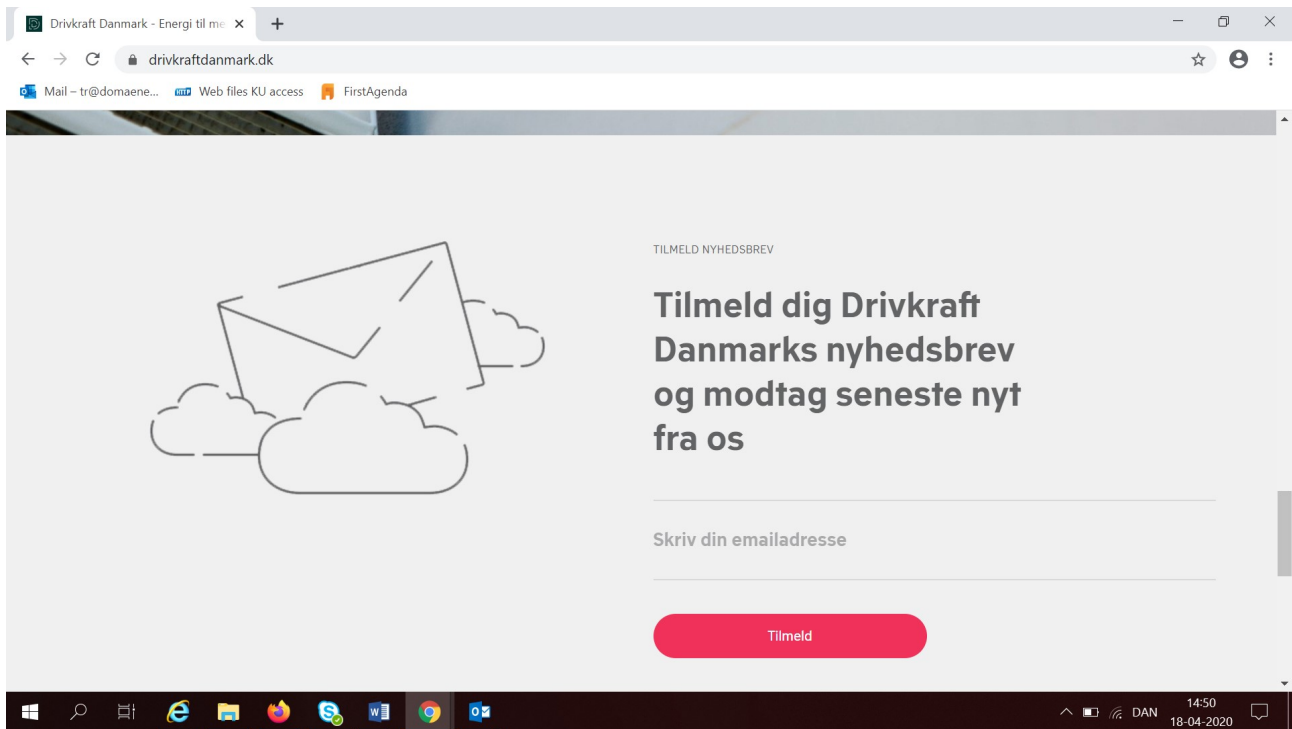 Drivkraft Danmark - Energi til me
drivkraftdanmark.dk
Mail – tr@domaene... Web files KU access FirstAgenda
TILMELD NYHEDSBREV
Tilmeld dig Drivkraft
Danmarks nyhedsbrev
og modtag seneste nyt
fra os
Skriv din emailadresse
Tilmeld
DAN
14:50
18-04-2020